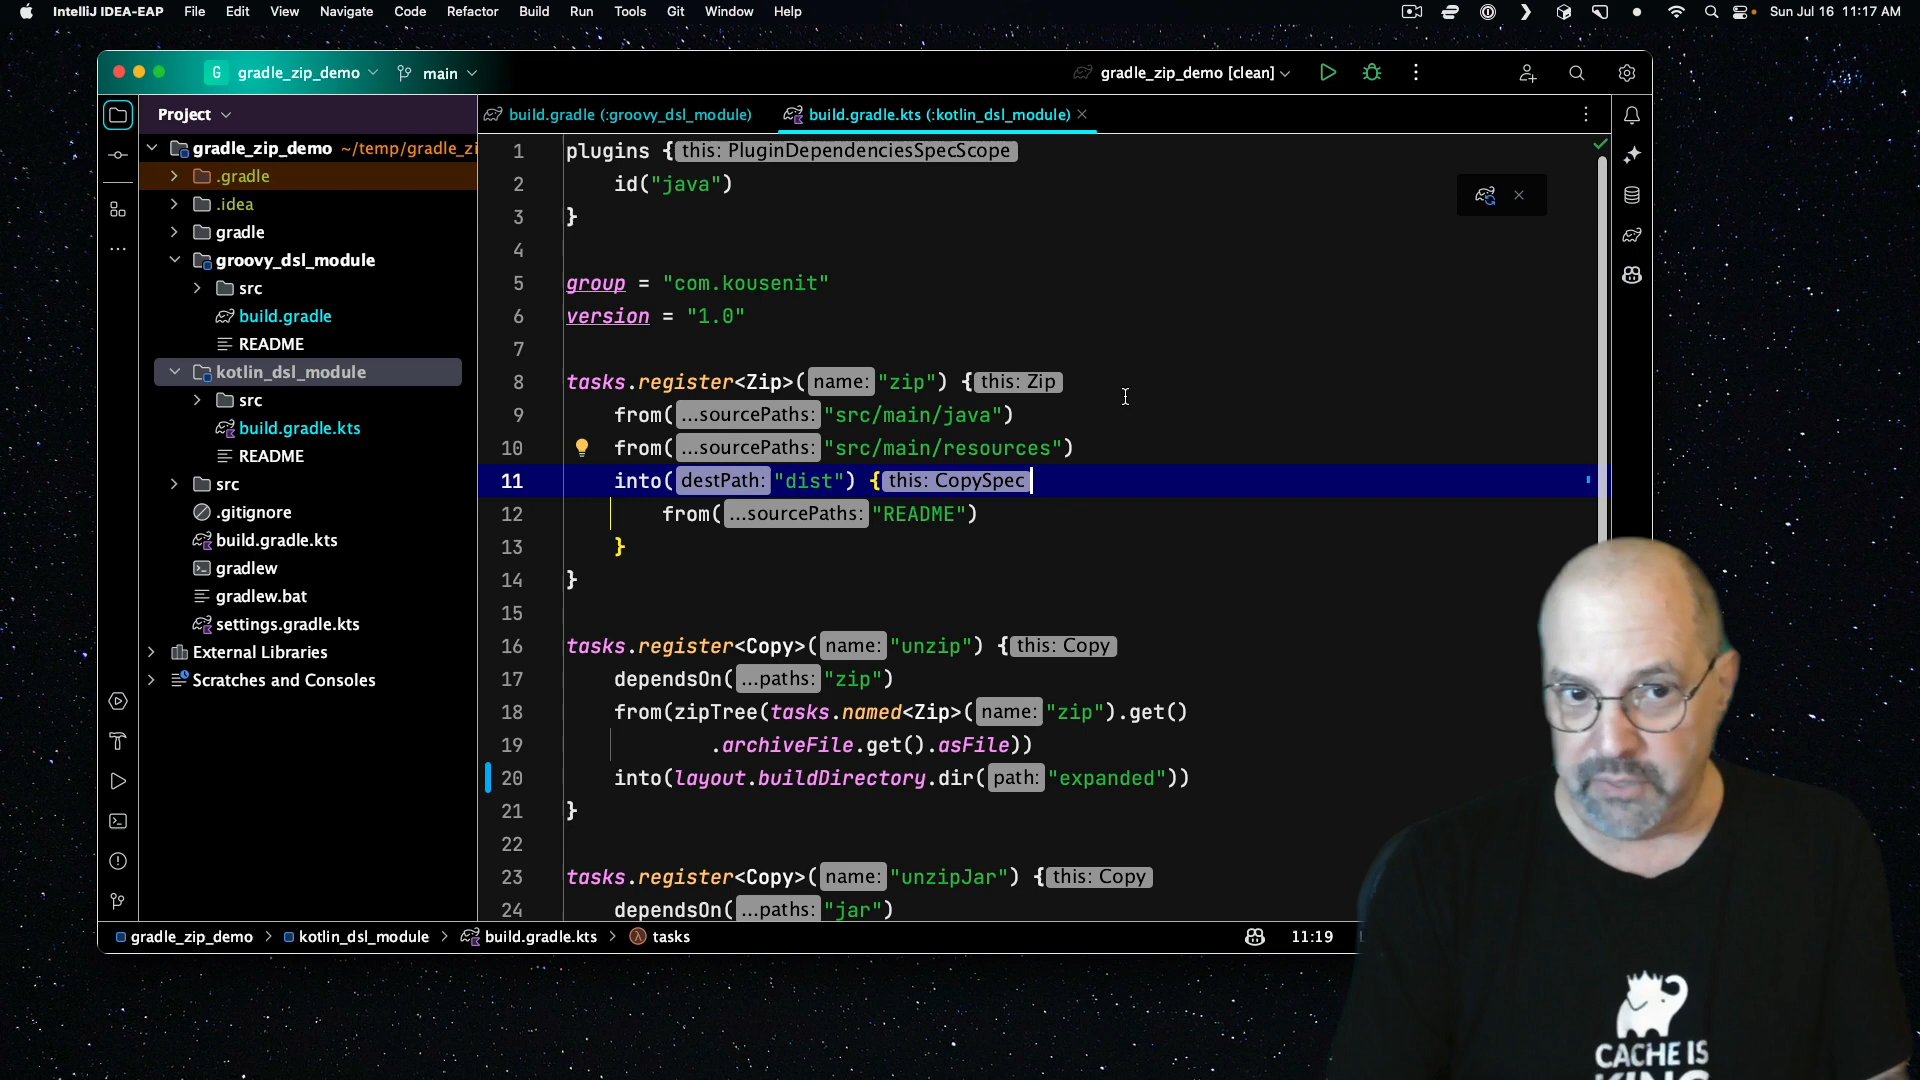 IntelliJ IDEA-EAP File Edit View Navigate Code Refactor Build Run Tools Git Window Help Sun Jul 16 11:17 AM
G gradle_zip_demo main gradle_zip_demo [clean]
Project build.gradle (:groovy_dsl_module) build.gradle.kts (:kotlin_dsl_module)
gradle_zip_demo ~/temp/gradle_zi
.gradle
.idea
gradle
groovy_dsl_module
src
build.gradle
README
kotlin_dsl_module
src
build.gradle.kts
README
src
.gitignore
build.gradle.kts
gradlew
gradlew.bat
settings.gradle.kts
External Libraries
Scratches and Consoles
1 plugins { this: PluginDependenciesSpecScope
2 id("java")
3 }
4
5 group = "com.kousenit"
6 version = "1.0"
7
8 tasks.register<Zip>( name: "zip") { this: Zip
9 from( ...sourcePaths: "src/main/java")
10 from( ...sourcePaths: "src/main/resources")
11 into( destPath: "dist") { this: CopySpec
12 from( ...sourcePaths: "README")
13 }
14 }
15
16 tasks.register<Copy>( name: "unzip") { this: Copy
17 dependsOn( ...paths: "zip")
18 from(zipTree(tasks.named<Zip>( name: "zip").get()
19 .archiveFile.get().asFile))
20 into(layout.buildDirectory.dir( path: "expanded"))
21 }
22
23 tasks.register<Copy>( name: "unzipJar") { this: Copy
24 dependsOn( ...paths: "jar")
gradle_zip_demo > kotlin_dsl_module > build.gradle.kts > tasks 11:19
CACHE IS
KING